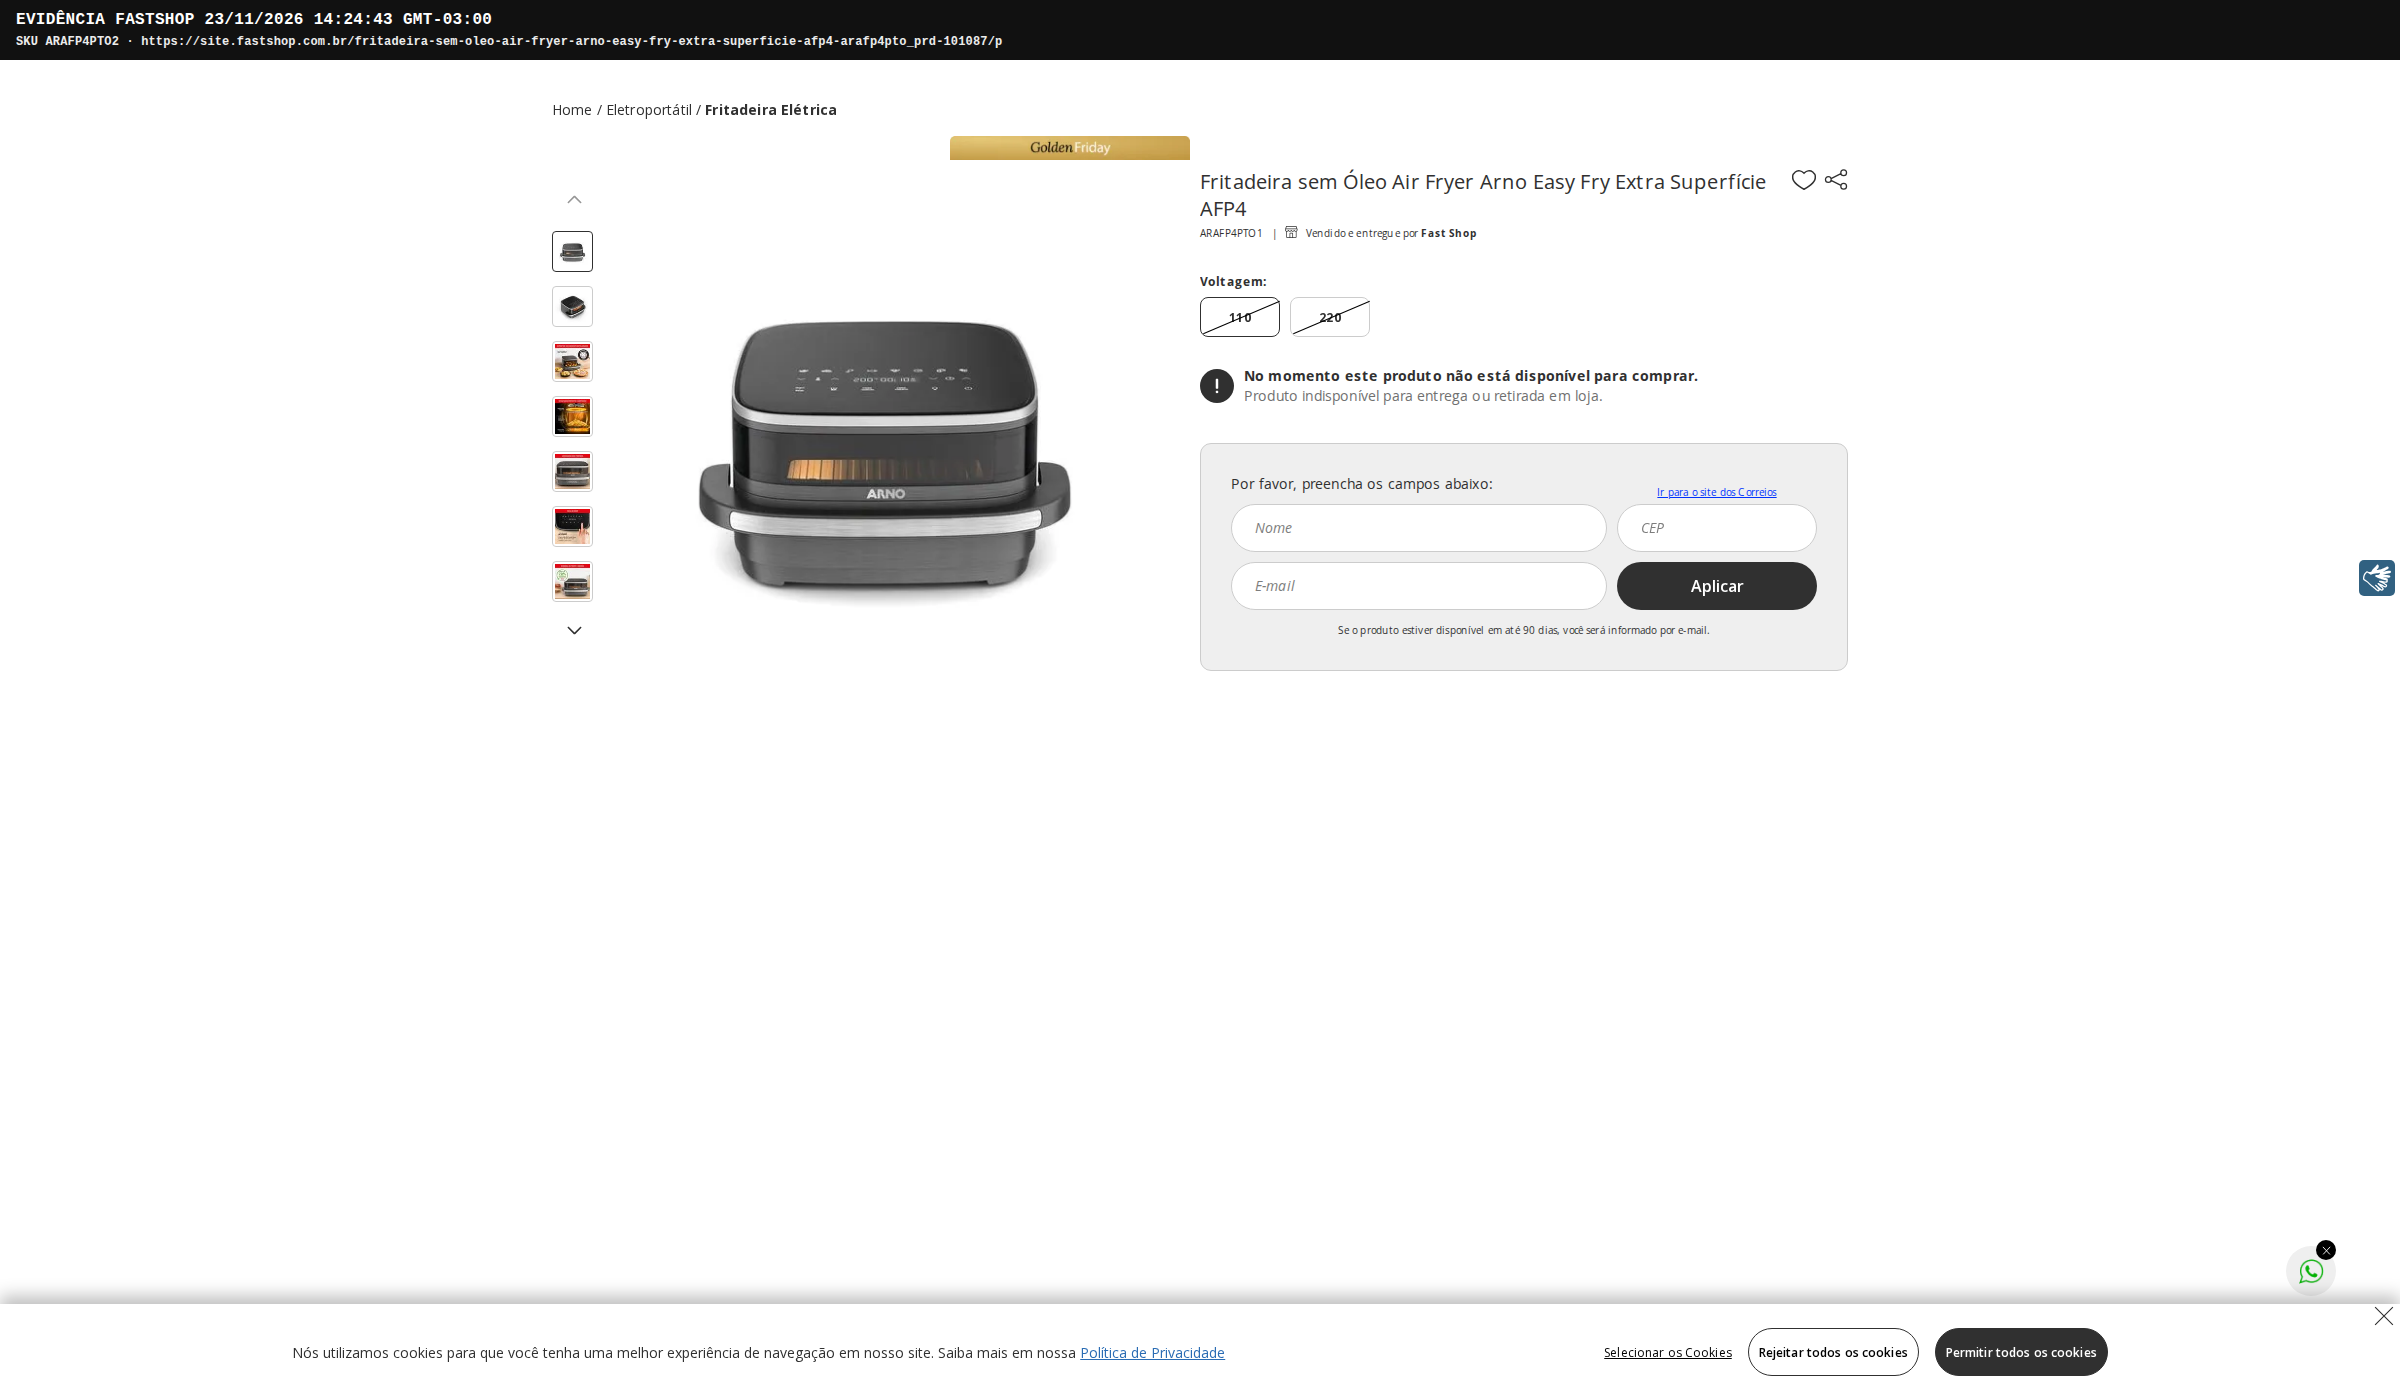 EVIDÊNCIA FASTSHOP 23/11/2026 14:24:43 GMT-03:00
SKU ARAFP4PTO2 · https://site.fastshop.com.br/fritadeira-sem-oleo-air-fryer-arno-easy-fry-extra-superficie-afp4-arafp4pto_prd-101087/p
Home / Eletroportátil / Fritadeira Elétrica
Golden Friday
Fritadeira sem Óleo Air Fryer Arno Easy Fry Extra Superfície
AFP4
ARAFP4PTO1 | Vendido e entregue por Fast Shop
Voltagem:
110 220
No momento este produto não está disponível para comprar.
Produto indisponível para entrega ou retirada em loja.
ARNO
Por favor, preencha os campos abaixo:
Ir para o site dos Correios
Nome CEP
E-mail Aplicar
Se o produto estiver disponível em até 90 dias, você será informado por e-mail.
Nós utilizamos cookies para que você tenha uma melhor experiência de navegação em nosso site. Saiba mais em nossa Política de Privacidade
Selecionar os Cookies Rejeitar todos os cookies Permitir todos os cookies